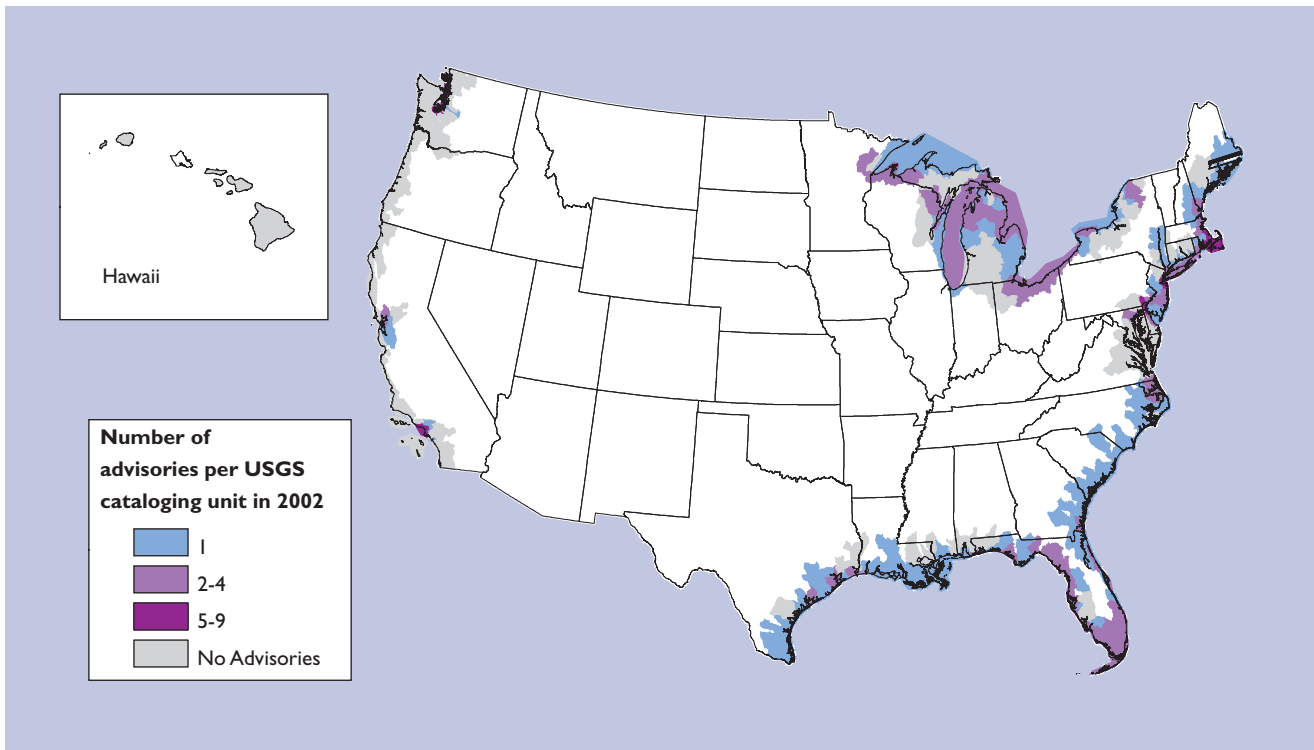 Hawaii
Number of
advisories per USGS
cataloging unit in 2002
1
2-4
5-9
No Advisories